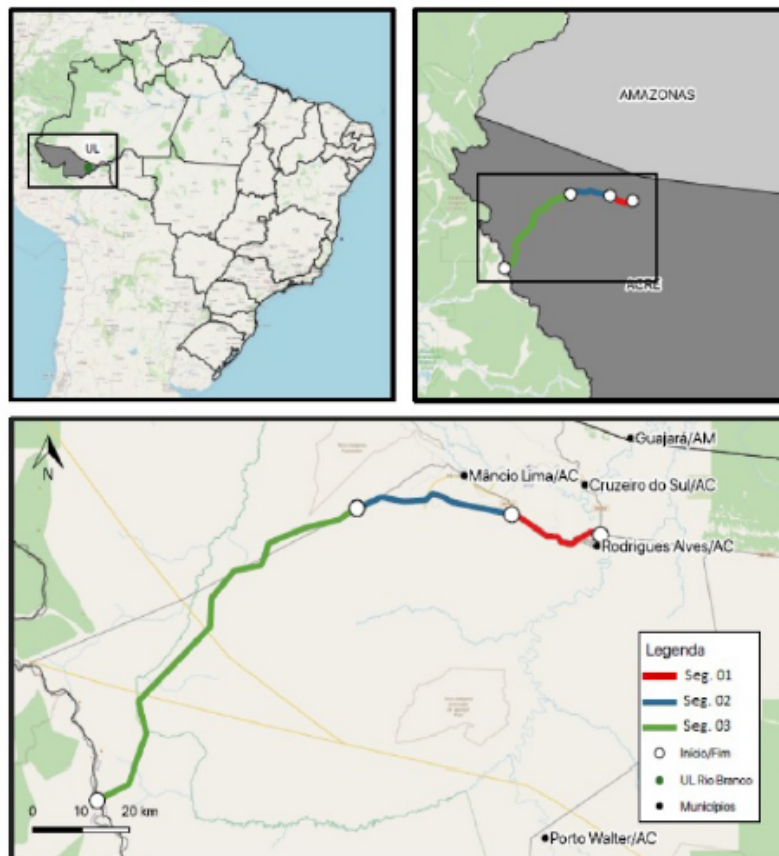 UL
AMAZONAS
ACRE
N
Guajará/AM
Mâncio Lima/AC
Cruzeiro do Sul/AC
Rodrigues Alves/AC
Porto Walter/AC
0 10 20 km
Legenda
Seg. 01
Seg. 02
Seg. 03
Início/Fim
UL Rio Branco
Municípios